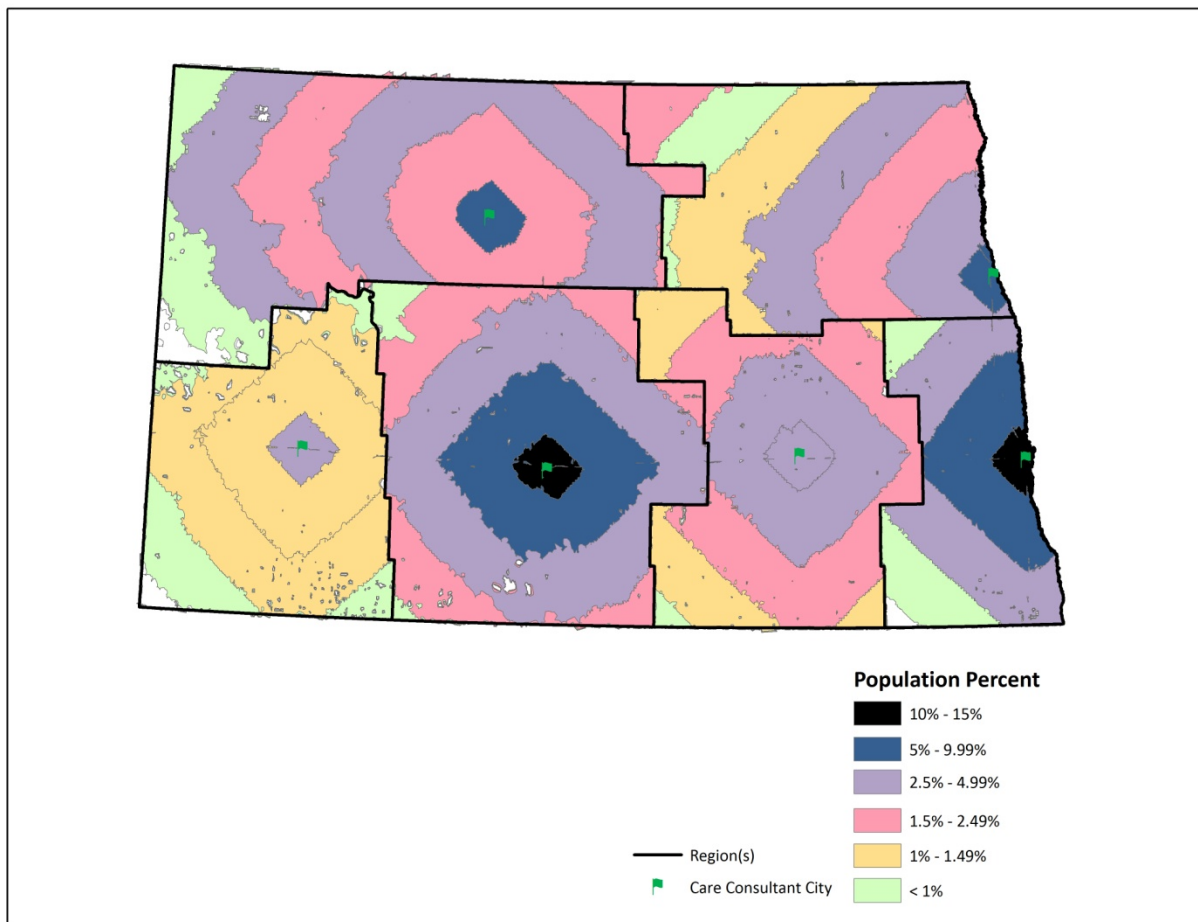 Population Percent
10% - 15%
5% - 9.99%
2.5% - 4.99%
1.5% - 2.49%
1% - 1.49%
< 1%
Region(s)
Care Consultant City